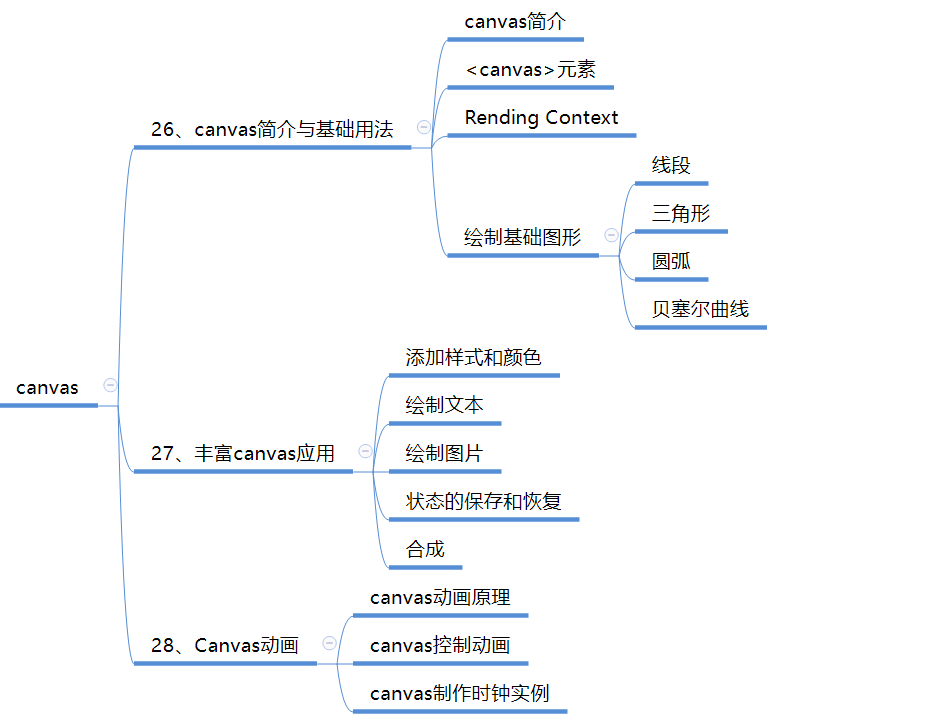 canvas
26、canvas简介与基础用法
canvas简介
<canvas>元素
Rending Context
绘制基础图形
线段
三角形
圆弧
贝塞尔曲线
27、丰富canvas应用
添加样式和颜色
绘制文本
绘制图片
状态的保存和恢复
合成
28、Canvas动画
canvas动画原理
canvas控制动画
canvas制作时钟实例